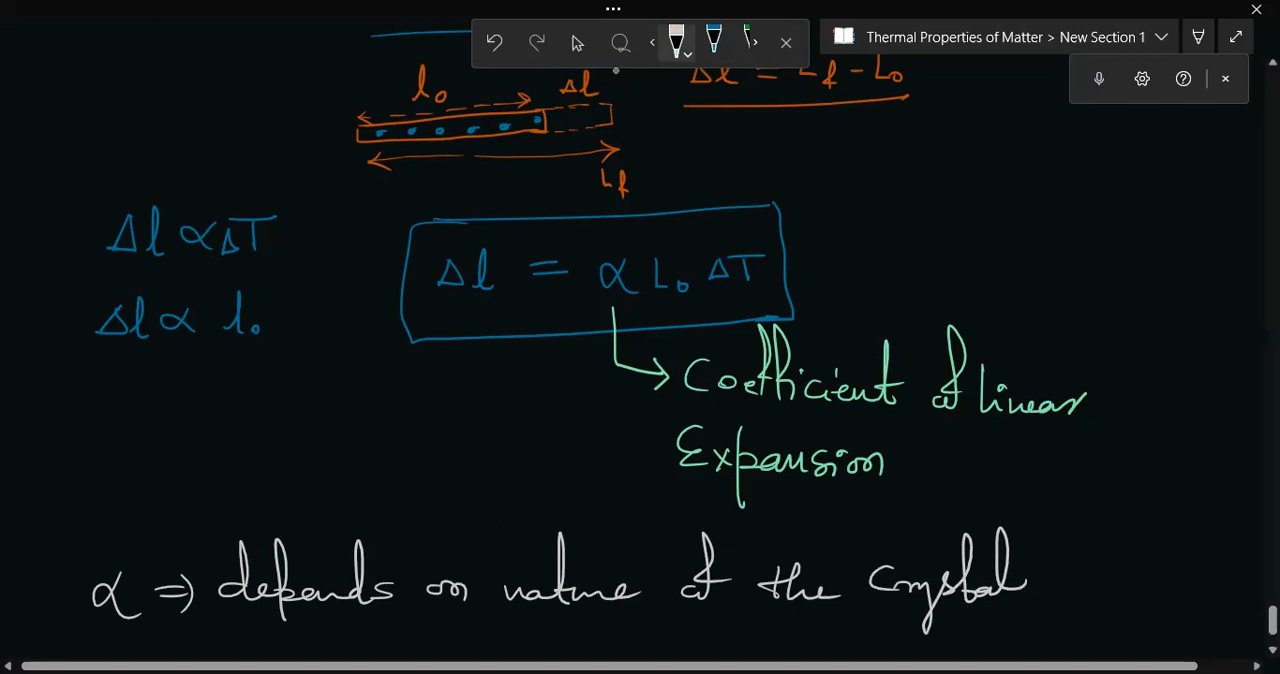 Thermal Properties of Matter > New Section 1
Δl = Lf - L₀
l₀ Δl
Lf
Δl ∝ ΔT
Δl = α L₀ ΔT
Δl ∝ l₀
Coefficient of linear
Expansion
α ⇒ depends on nature of the crystal